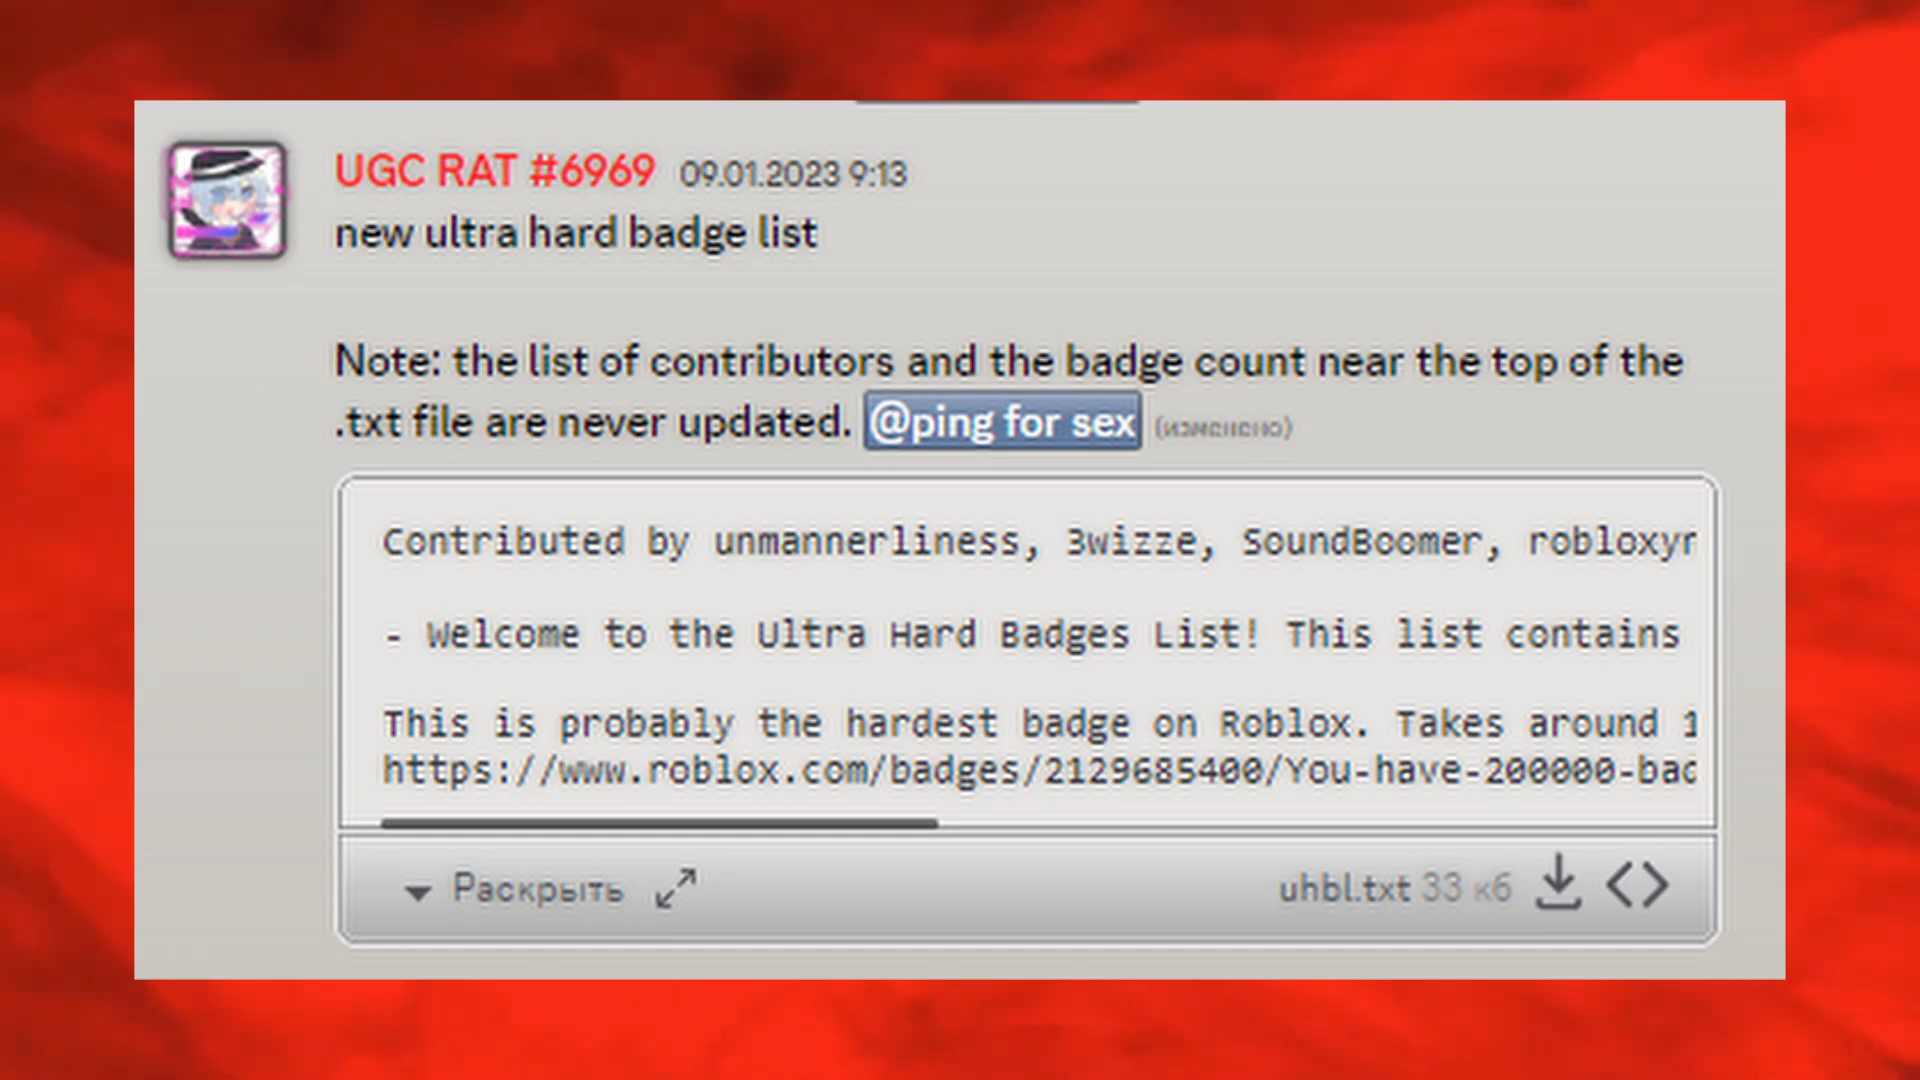 UGC RAT #6969 09.01.2023 9:13
new ultra hard badge list
Note: the list of contributors and the badge count near the top of the
.txt file are never updated. @ping for sex (изменено)
Contributed by unmannerliness, 3wizze, SoundBoomer, robloxyr
- Welcome to the Ultra Hard Badges List! This list contains
This is probably the hardest badge on Roblox. Takes around 1
https://www.roblox.com/badges/2129685400/You-have-200000-bad
Раскрыть uhbl.txt 33 кб